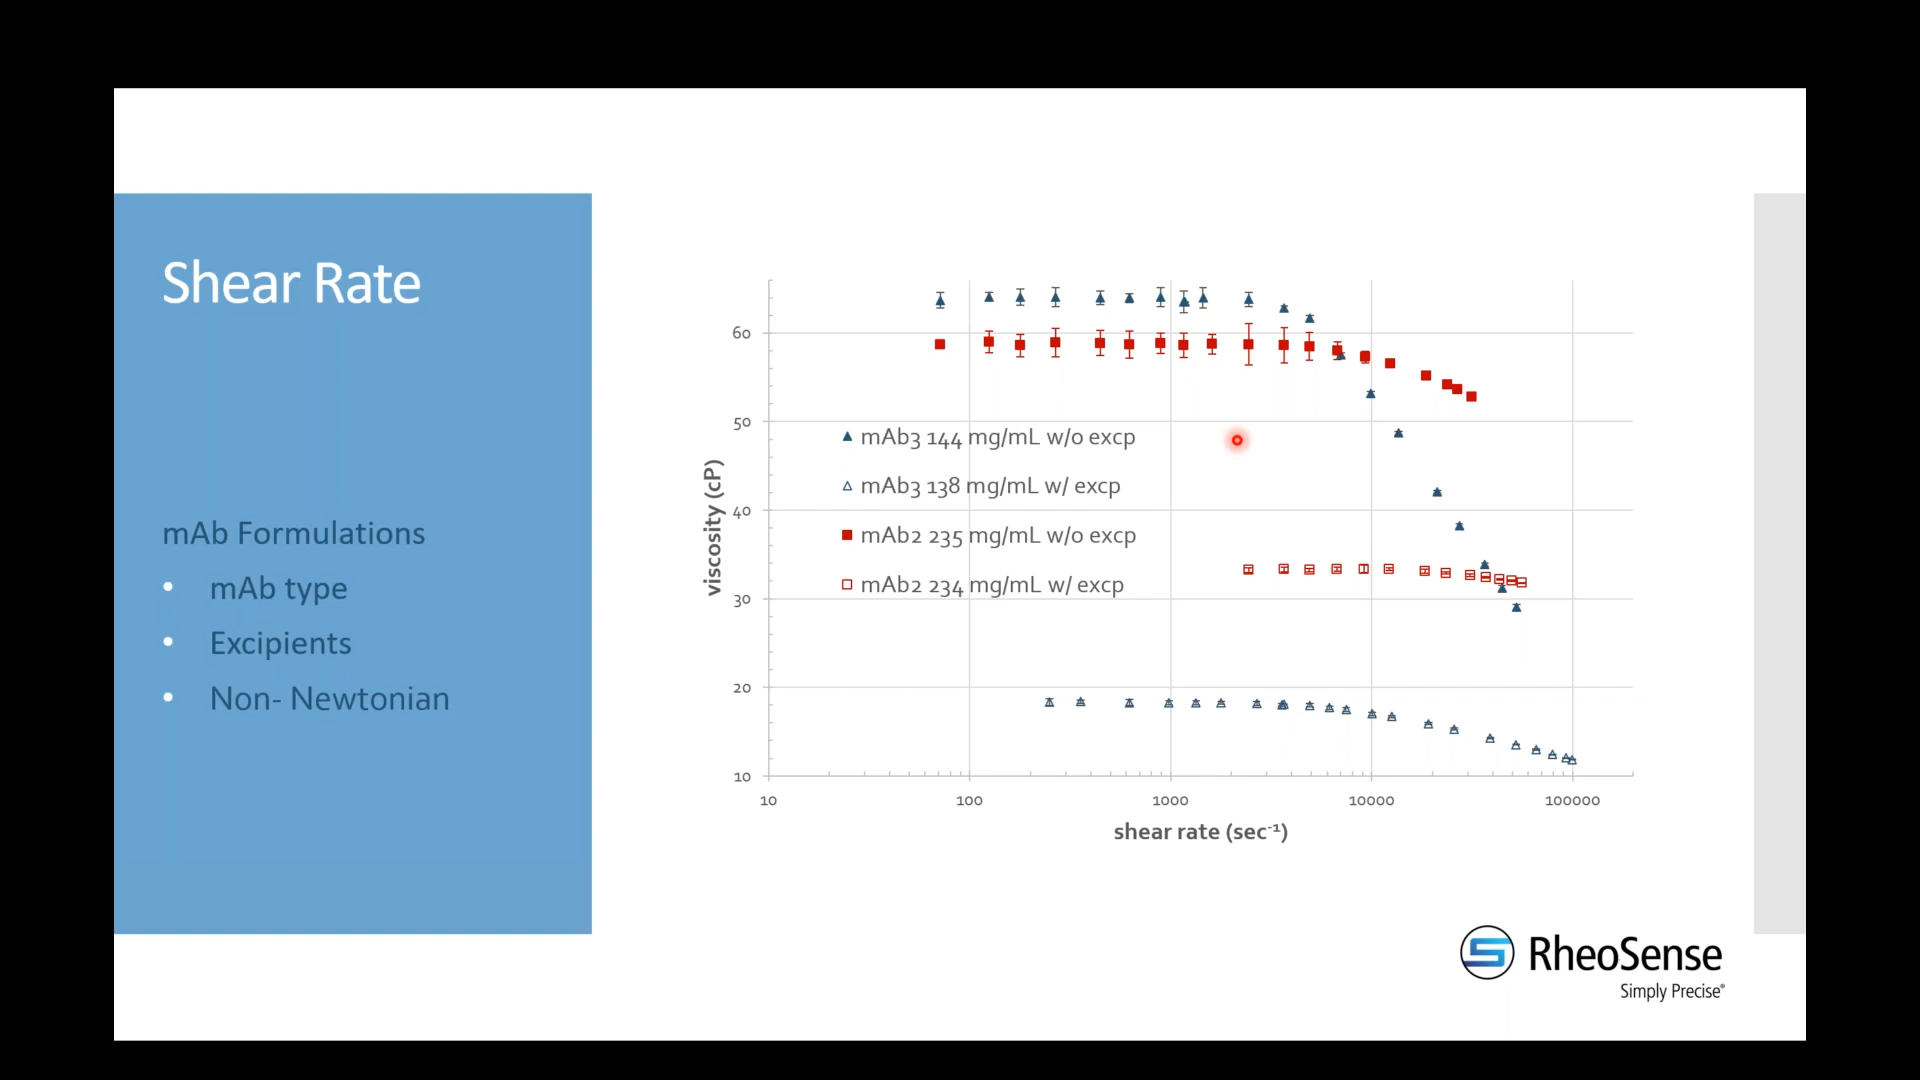 Shear Rate
mAb Formulations
• mAb type
• Excipients
• Non- Newtonian
viscosity (cP)
60
50
40
30
20
10
mAb3 144 mg/mL w/o excp
mAb3 138 mg/mL w/ excp
mAb2 235 mg/mL w/o excp
mAb2 234 mg/mL w/ excp
10 100 1000 10000 100000
shear rate (sec⁻¹)
RheoSense
Simply Precise®